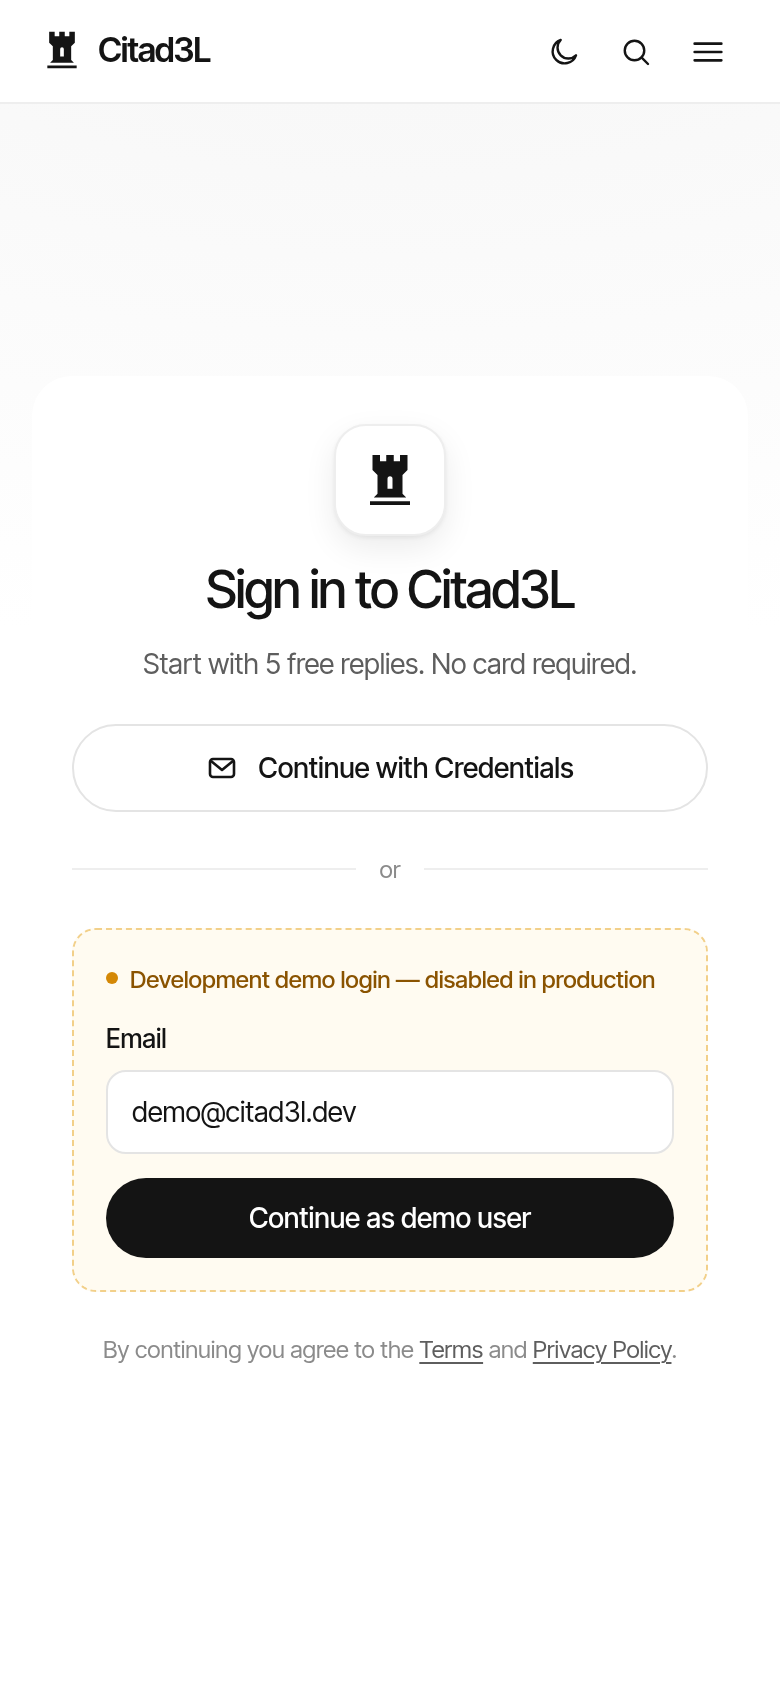 Citad3L
Sign in to Citad3L
Start with 5 free replies. No card required.
Continue with Credentials
or
Development demo login — disabled in production
Email
demo@citad3l.dev
Continue as demo user
By continuing you agree to the Terms and Privacy Policy.